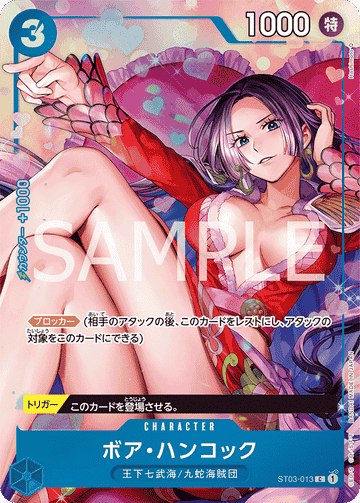 3
1000
特
カウンター +1000
SAMPLE
ブロッカー (相手のアタックの後、このカードをレストにし、アタックの
対象をこのカードにできる)
トリガー このカードを登場させる。
CHARACTER
ボア・ハンコック
王下七武海/九蛇海賊団
ST03-013 C 1